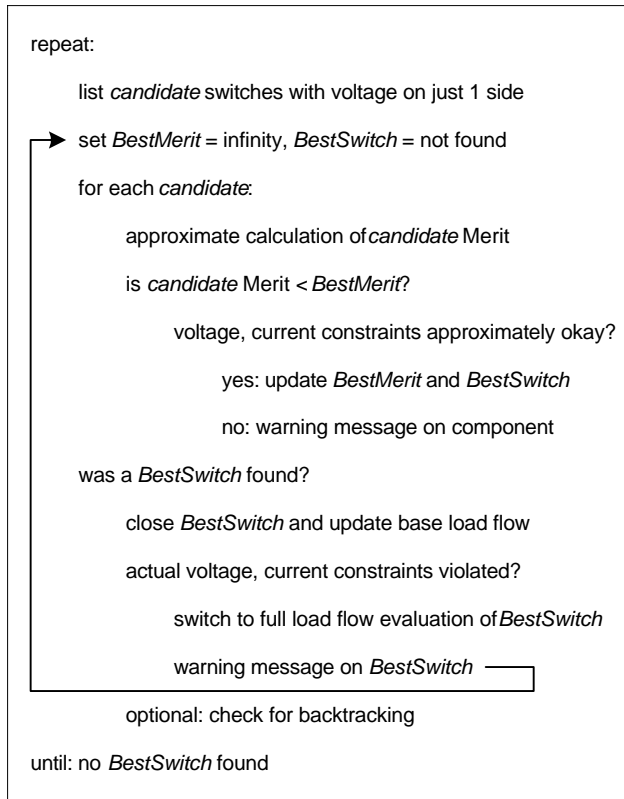 repeat:
list candidate switches with voltage on just 1 side
set BestMerit = infinity, BestSwitch = not found
for each candidate:
approximate calculation of candidate Merit
is candidate Merit < BestMerit?
voltage, current constraints approximately okay?
yes: update BestMerit and BestSwitch
no: warning message on component
was a BestSwitch found?
close BestSwitch and update base load flow
actual voltage, current constraints violated?
switch to full load flow evaluation of BestSwitch
warning message on BestSwitch
optional: check for backtracking
until: no BestSwitch found